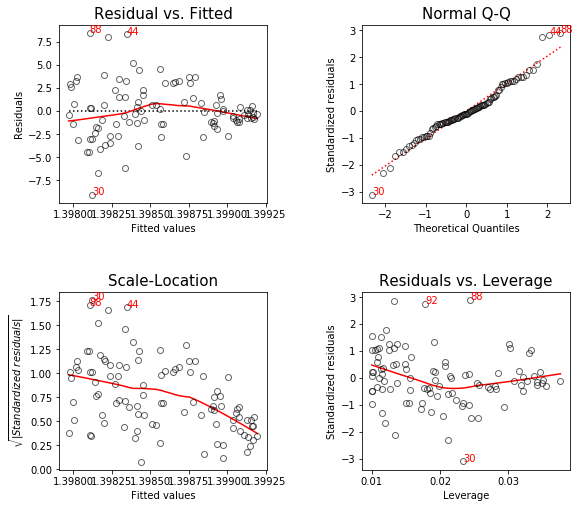 Residual vs. Fitted
88
44
30
7.5
5.0
2.5
0.0
−2.5
−5.0
−7.5
Residuals
1.39800 1.39825 1.39850 1.39875 1.39900 1.39925
Fitted values
Normal Q-Q
44
88
30
3
2
1
0
−1
−2
−3
Standardized residuals
−2 −1 0 1 2
Theoretical Quantiles
Scale-Location
30
88
44
1.75
1.50
1.25
1.00
0.75
0.50
0.25
0.00
√|Standardized residuals|
1.39800 1.39825 1.39850 1.39875 1.39900 1.39925
Fitted values
Residuals vs. Leverage
92
88
30
3
2
1
0
−1
−2
−3
Standardized residuals
0.01 0.02 0.03
Leverage